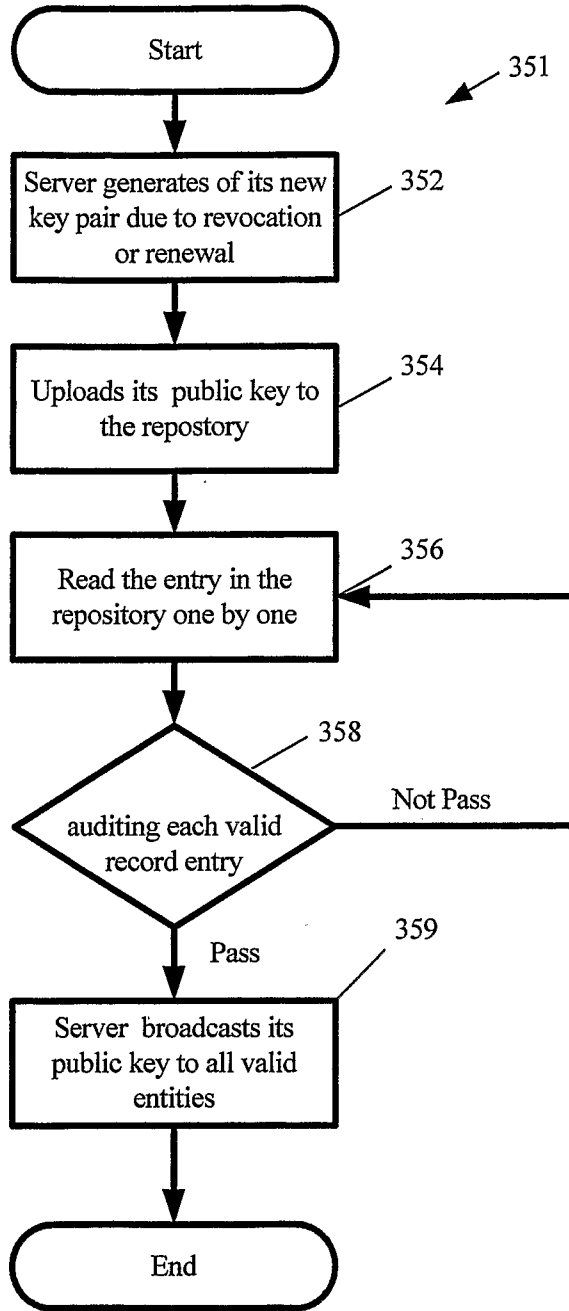 Start
351
Server generates of its new
key pair due to revocation
or renewal
352
Uploads its public key to
the repostory
354
Read the entry in the
repository one by one
356
358
auditing each valid
record entry
Not Pass
Pass
359
Server broadcasts its
public key to all valid
entities
End